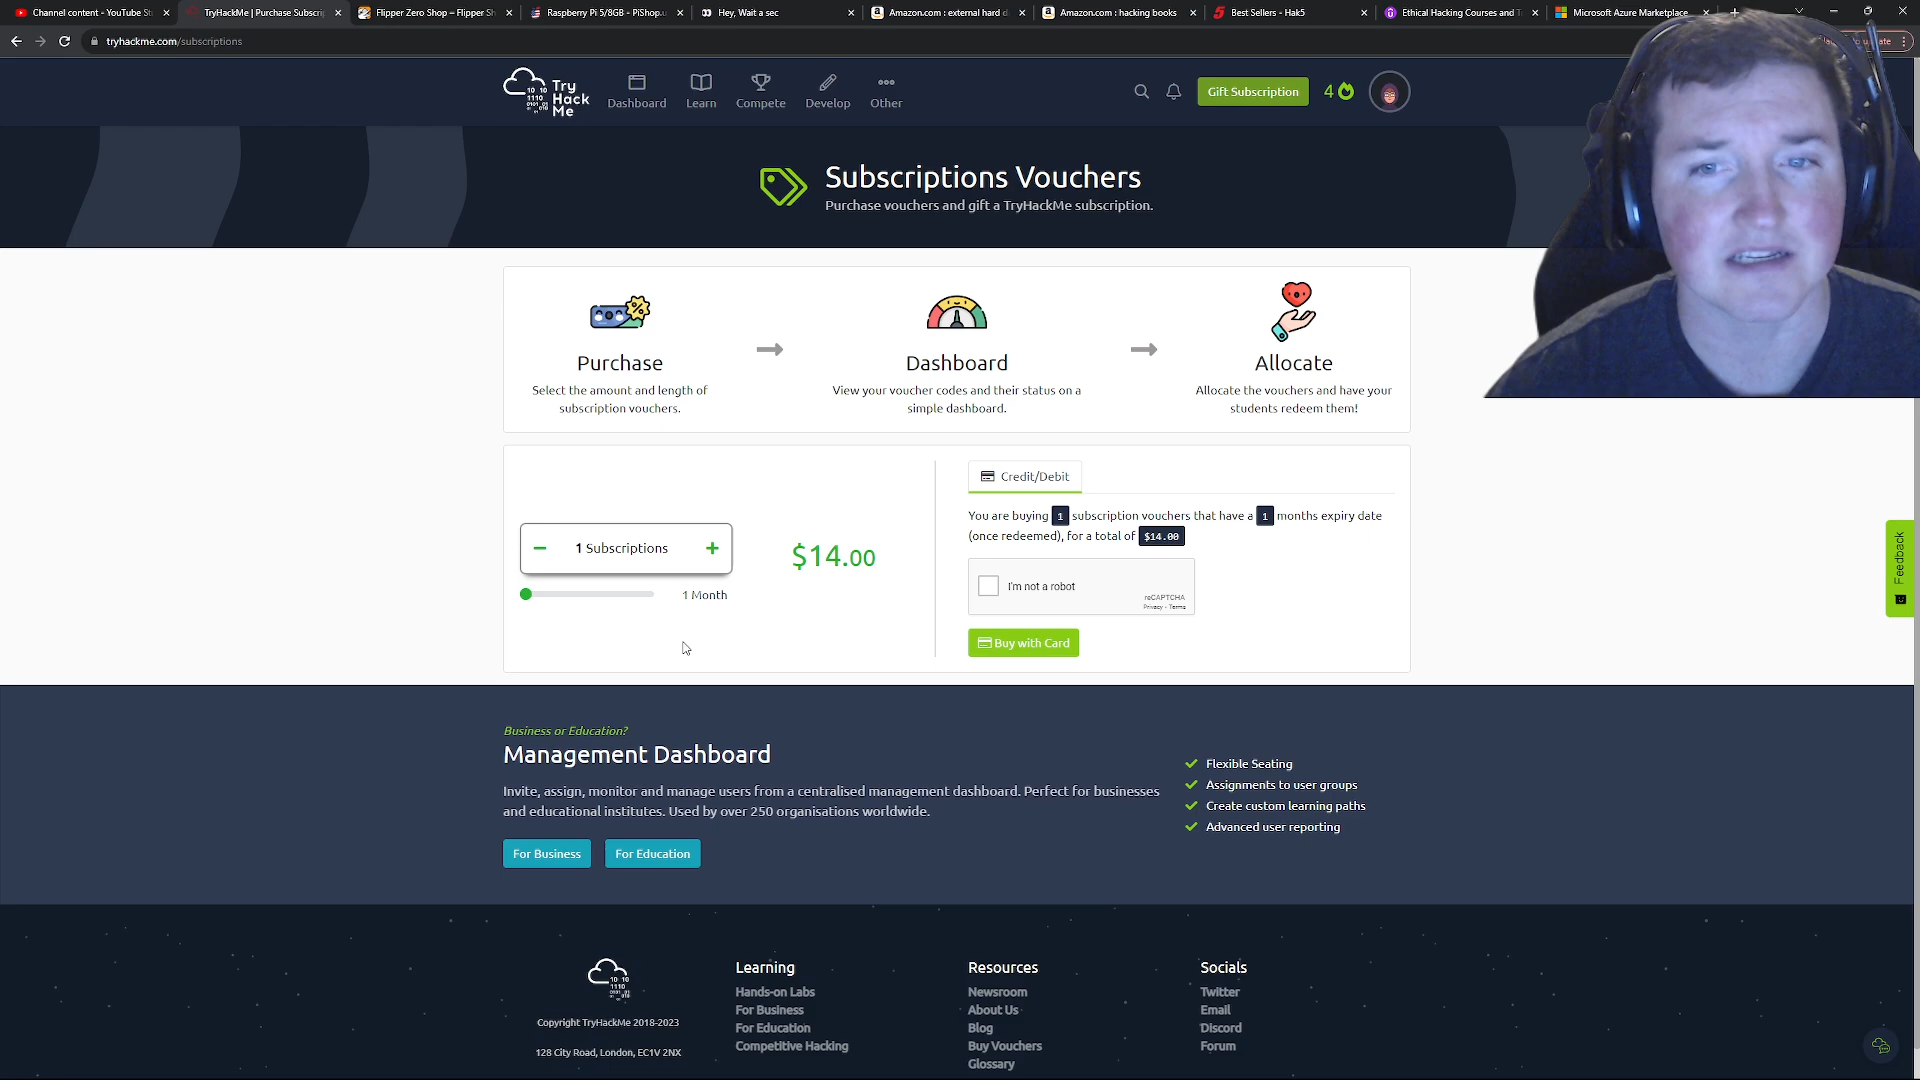 Channel content - YouTube St
TryHackMe | Purchase Subscrip
Flipper Zero Shop – Flipper Sh
Raspberry Pi 5/8GB - PiShop.u
Hey, Wait a sec
Amazon.com : external hard d
Amazon.com : hacking books
Best Sellers - Hak5
Ethical Hacking Courses and T
Microsoft Azure Marketplace
tryhackme.com/subscriptions
Try
Hack
Me
Dashboard
Learn
Compete
Develop
Other
Gift Subscription
4
Subscriptions Vouchers
Purchase vouchers and gift a TryHackMe subscription.
Purchase
Select the amount and length of
subscription vouchers.
Dashboard
View your voucher codes and their status on a
simple dashboard.
Allocate
Allocate the vouchers and have your
students redeem them!
1 Subscriptions
1 Month
$14.00
Credit/Debit
You are buying 1 subscription vouchers that have a 1 months expiry date
(once redeemed), for a total of $14.00
I'm not a robot
reCAPTCHA
Privacy - Terms
Buy with Card
Feedback
Business or Education?
Management Dashboard
Invite, assign, monitor and manage users from a centralised management dashboard. Perfect for businesses
and educational institutes. Used by over 250 organisations worldwide.
For Business
For Education
Flexible Seating
Assignments to user groups
Create custom learning paths
Advanced user reporting
Copyright TryHackMe 2018-2023
128 City Road, London, EC1V 2NX
Learning
Hands-on Labs
For Business
For Education
Competitive Hacking
Resources
Newsroom
About Us
Blog
Buy Vouchers
Glossary
Socials
Twitter
Email
Discord
Forum